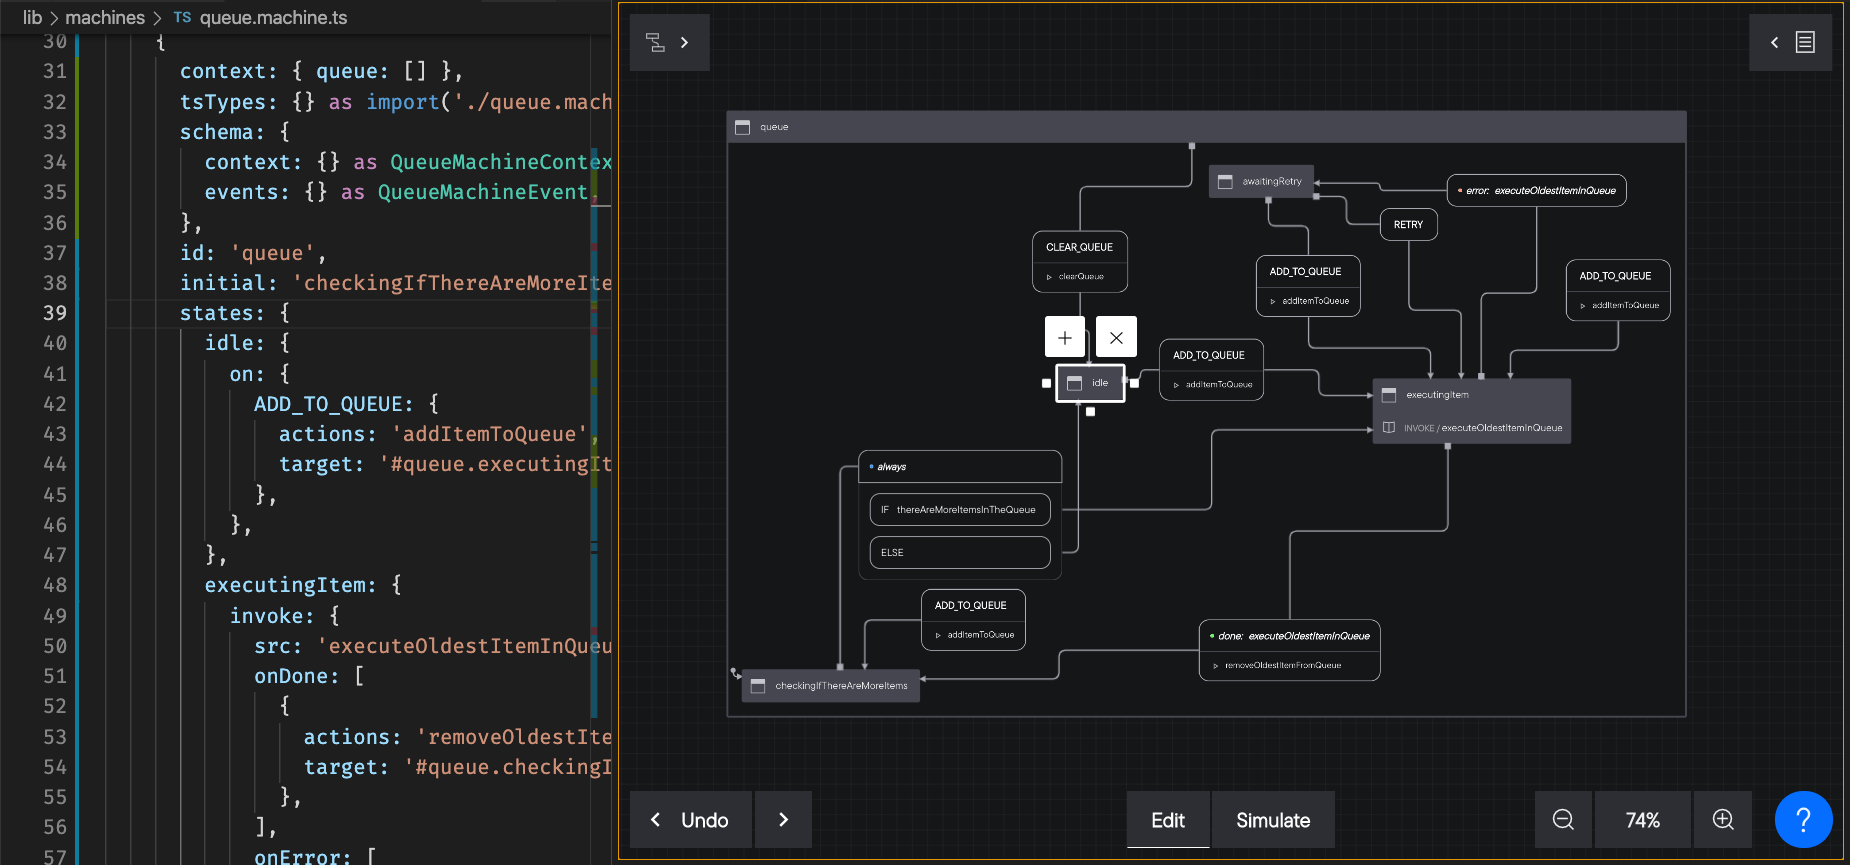 lib > machines > TS queue.machine.ts
30 {
31 context: { queue: [] },
32 tsTypes: {} as import('./queue.mach
33 schema: {
34 context: {} as QueueMachineContex
35 events: {} as QueueMachineEvent,
36 },
37 id: 'queue',
38 initial: 'checkingIfThereAreMoreIte
39 states: {
40 idle: {
41 on: {
42 ADD_TO_QUEUE: {
43 actions: 'addItemToQueue',
44 target: '#queue.executingIt
45 },
46 },
47 },
48 executingItem: {
49 invoke: {
50 src: 'executeOldestItemInQueu
51 onDone: [
52 {
53 actions: 'removeOldestIte
54 target: '#queue.checkingI
55 },
56 ],
57 onError: [
queue
awaitingRetry
error: executeOldestItemInQueue
RETRY
CLEAR_QUEUE
clearQueue
ADD_TO_QUEUE
addItemToQueue
ADD_TO_QUEUE
addItemToQueue
idle
ADD_TO_QUEUE
addItemToQueue
executingItem
INVOKE / executeOldestItemInQueue
always
IF thereAreMoreItemsInTheQueue
ELSE
ADD_TO_QUEUE
addItemToQueue
done: executeOldestItemInQueue
removeOldestItemFromQueue
checkingIfThereAreMoreItems
Undo
Edit
Simulate
74%
?